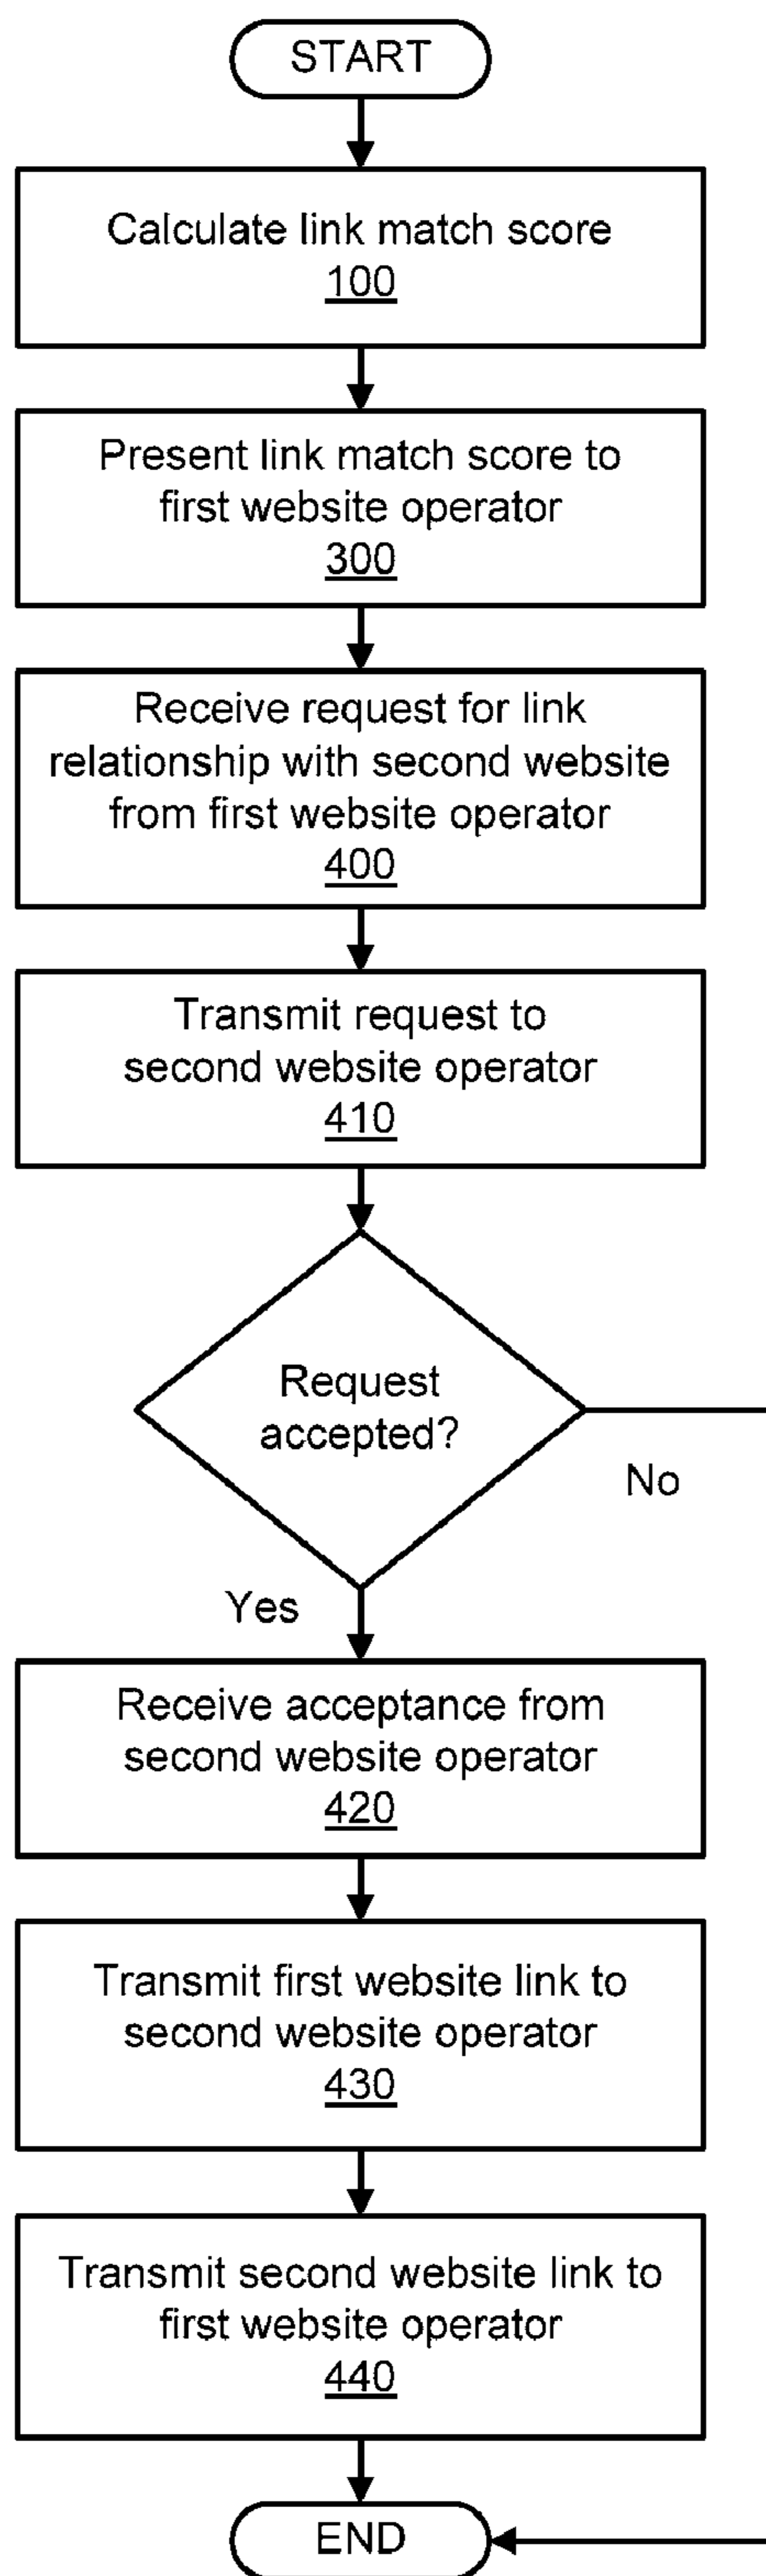 START
Calculate link match score
100
Present link match score to
first website operator
300
Receive request for link
relationship with second website
from first website operator
400
Transmit request to
second website operator
410
Request
accepted?
No
Yes
Receive acceptance from
second website operator
420
Transmit first website link to
second website operator
430
Transmit second website link to
first website operator
440
END